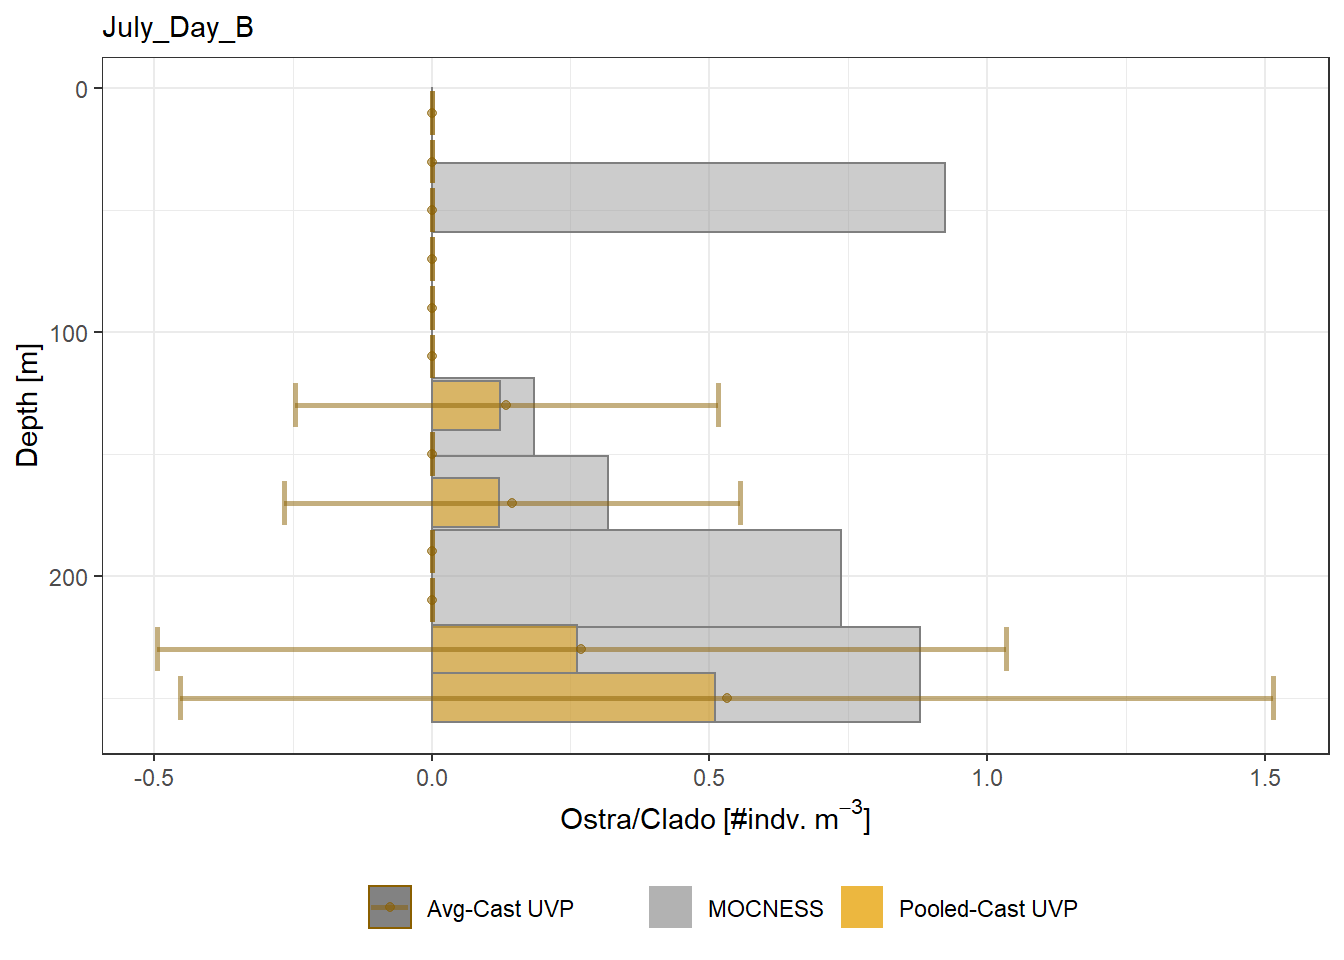 July_Day_B
0
100
200
Depth [m]
-0.5 0.0 0.5 1.0 1.5
Ostra/Clado [#indv. m⁻³]
Avg-Cast UVP MOCNESS Pooled-Cast UVP